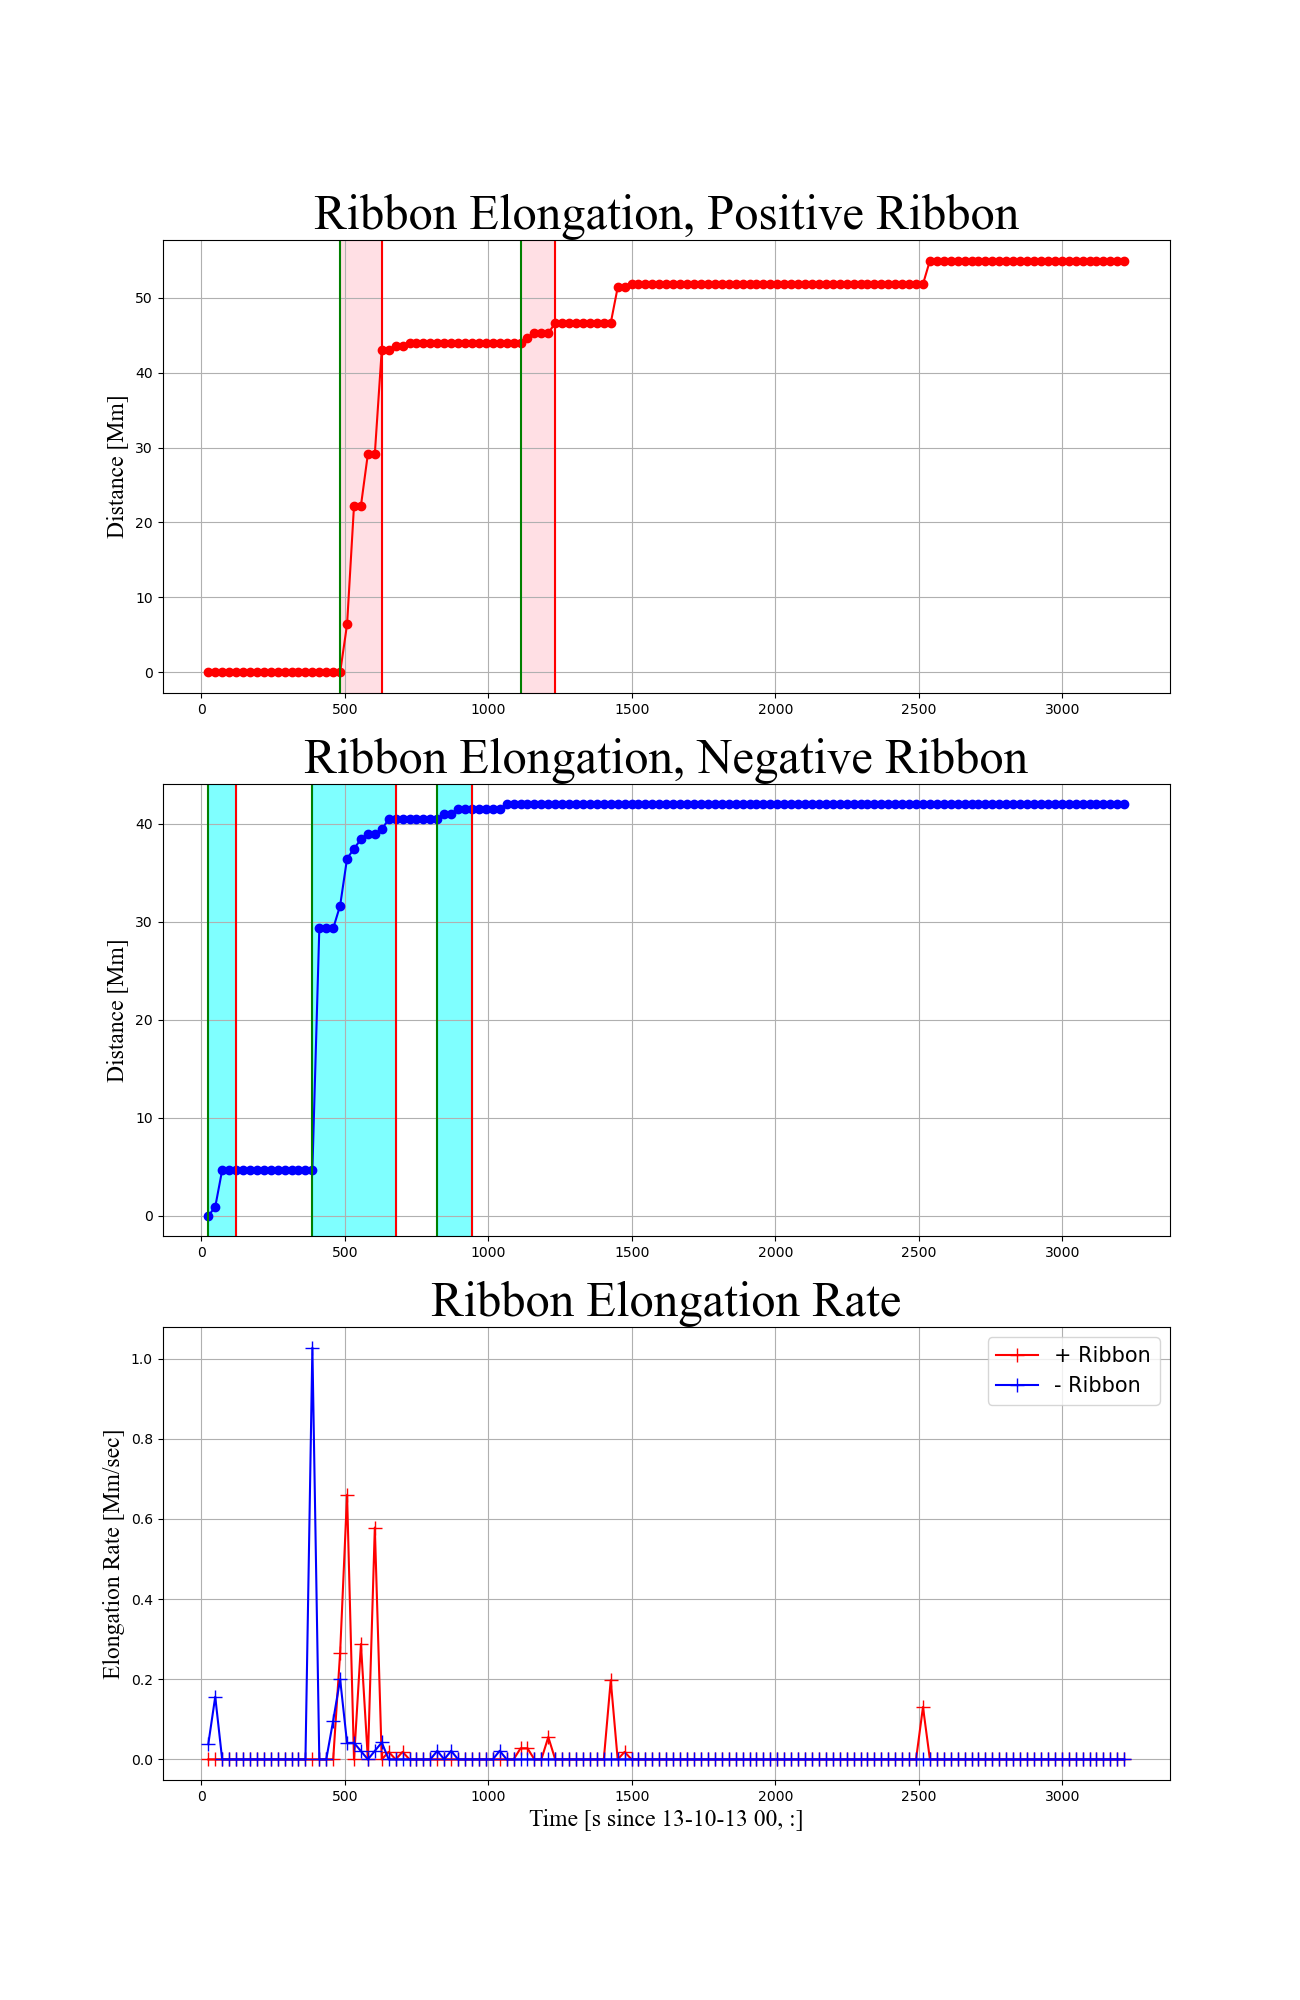 Ribbon Elongation, Positive Ribbon
Distance [Mm]
50
40
30
20
10
0
0 500 1000 1500 2000 2500 3000
Ribbon Elongation, Negative Ribbon
Distance [Mm]
40
30
20
10
0
0 500 1000 1500 2000 2500 3000
Ribbon Elongation Rate
Elongation Rate [Mm/sec]
1.0
0.8
0.6
0.4
0.2
0.0
+ Ribbon
- Ribbon
0 500 1000 1500 2000 2500 3000
Time [s since 13-10-13 00, :]